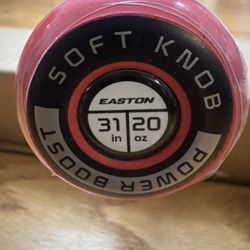 SOFT KNOB
EASTON
31 20
in oz
POWER BOOST